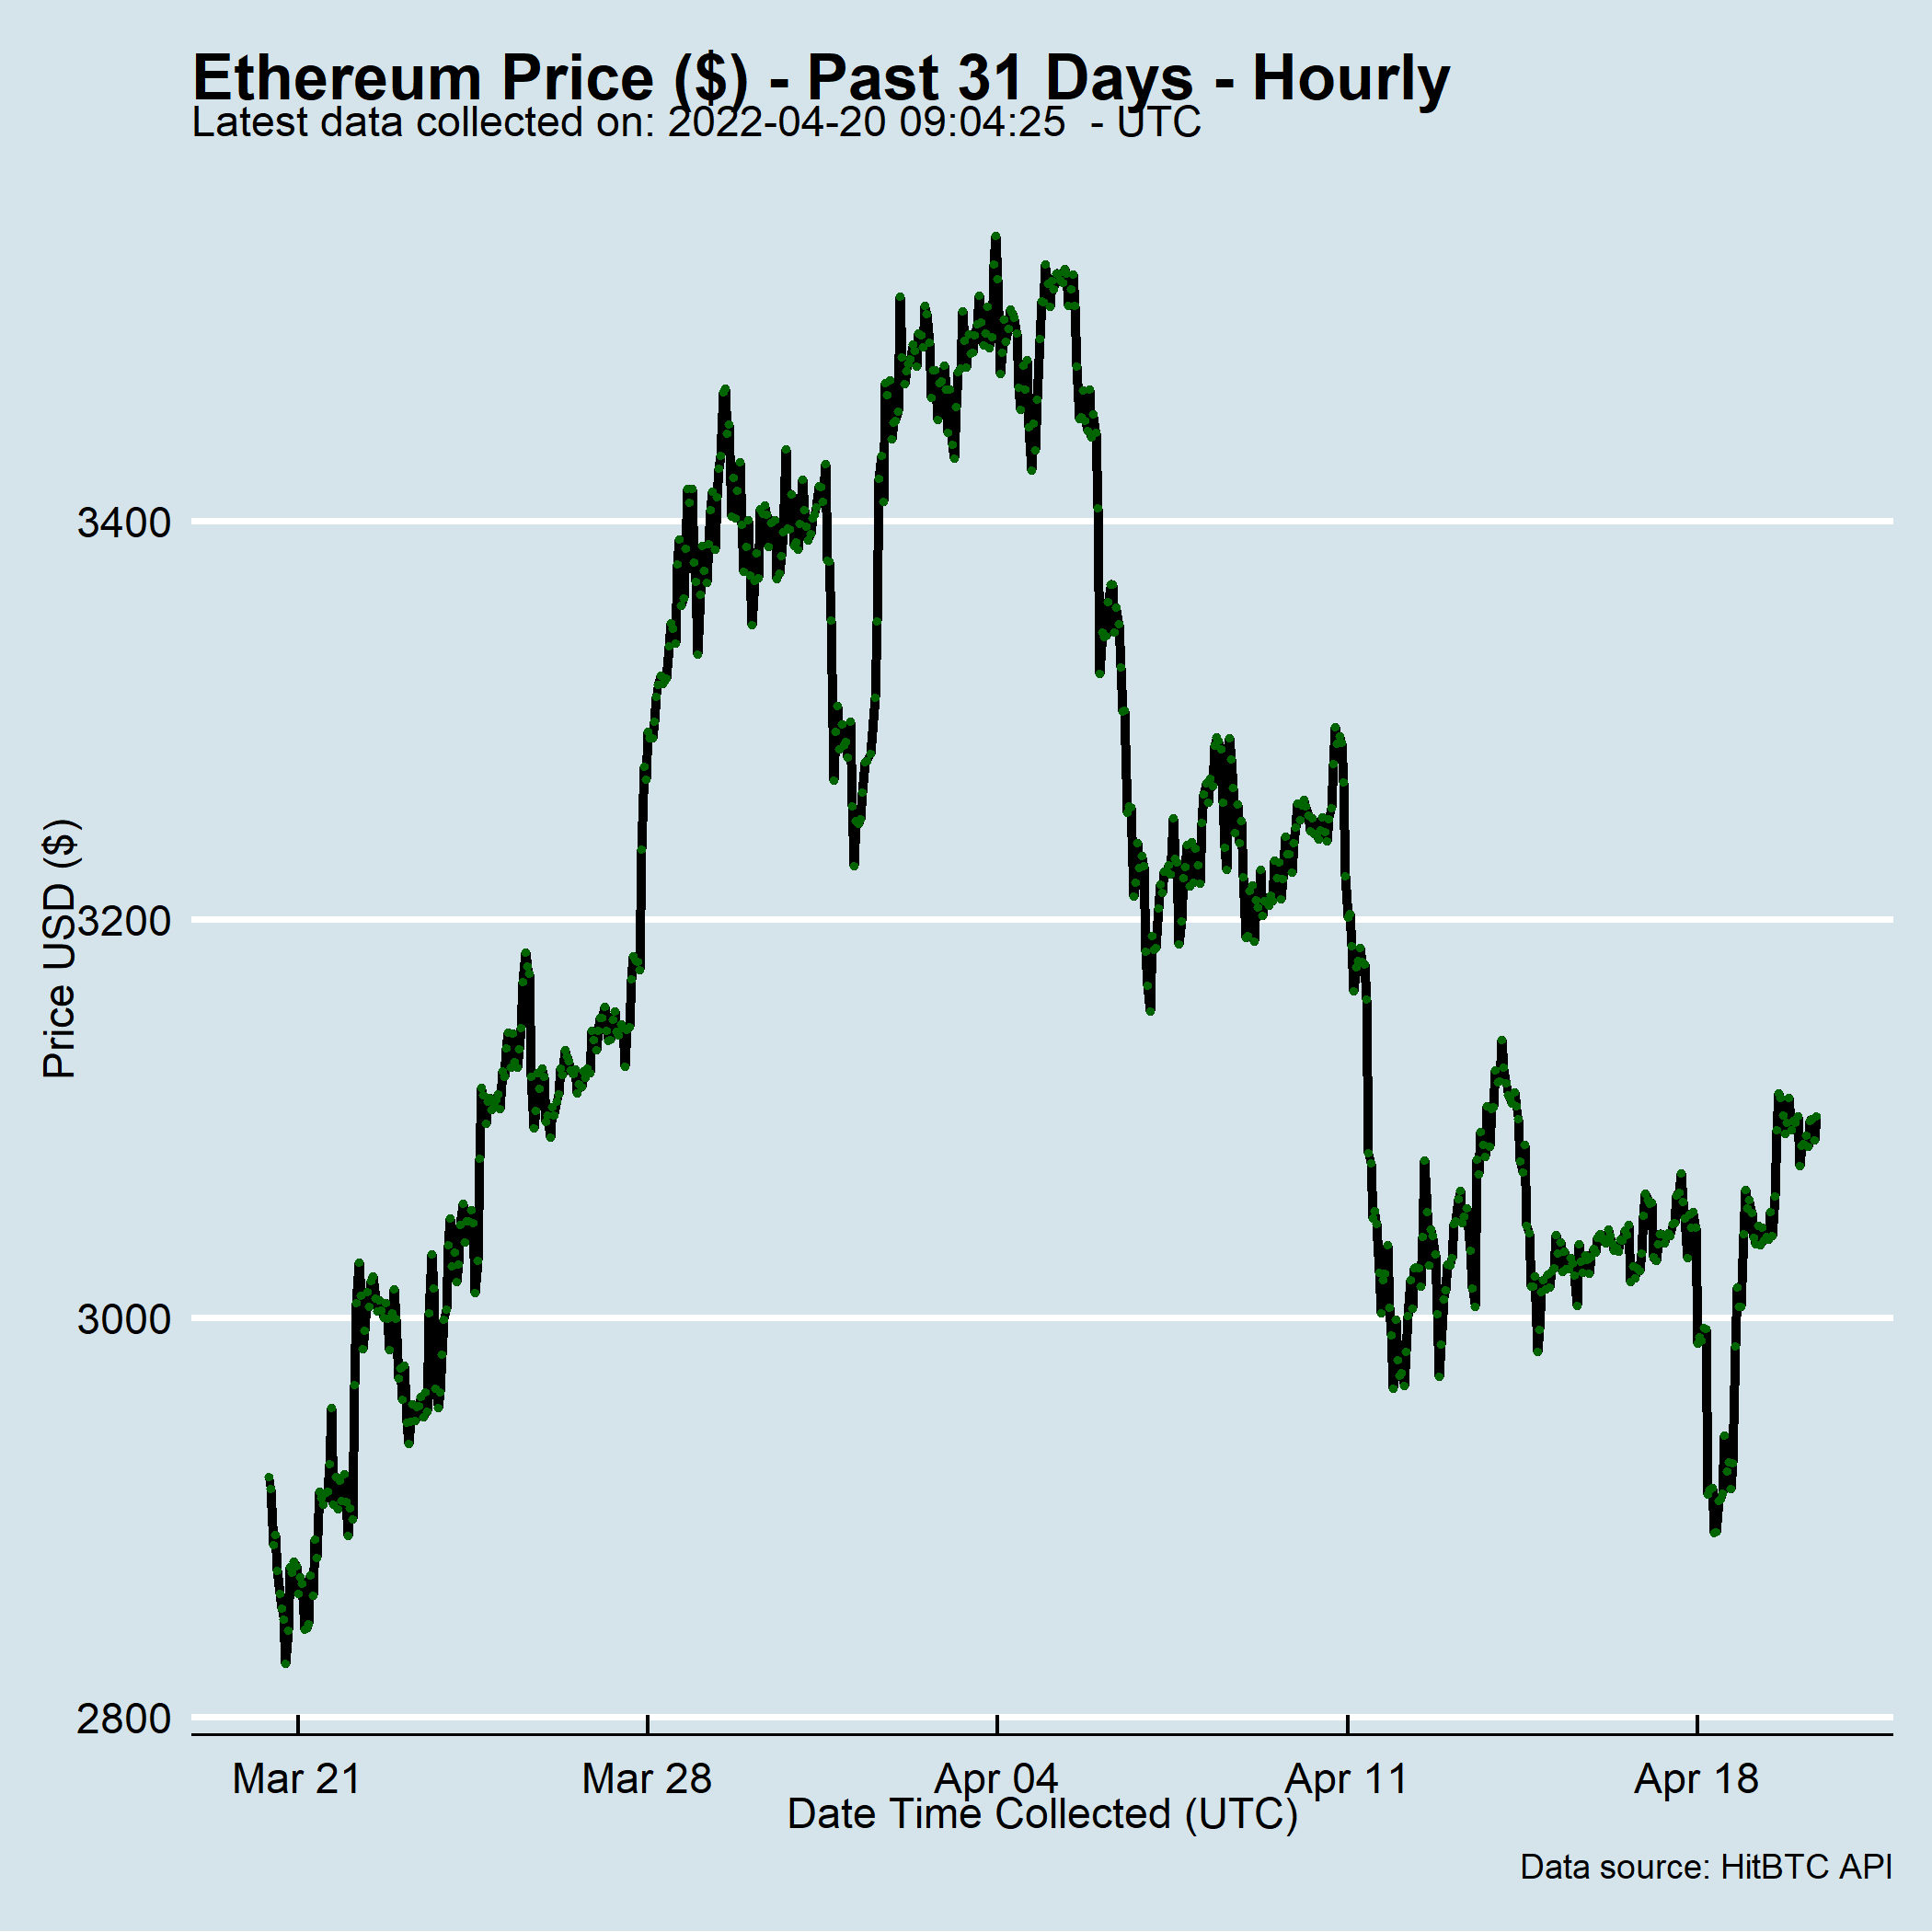 Ethereum Price ($) - Past 31 Days - Hourly
Latest data collected on: 2022-04-20 09:04:25  - UTC
Price USD ($)
3400
3200
3000
2800
Mar 21 Mar 28 Apr 04 Apr 11 Apr 18
Date Time Collected (UTC)
Data source: HitBTC API